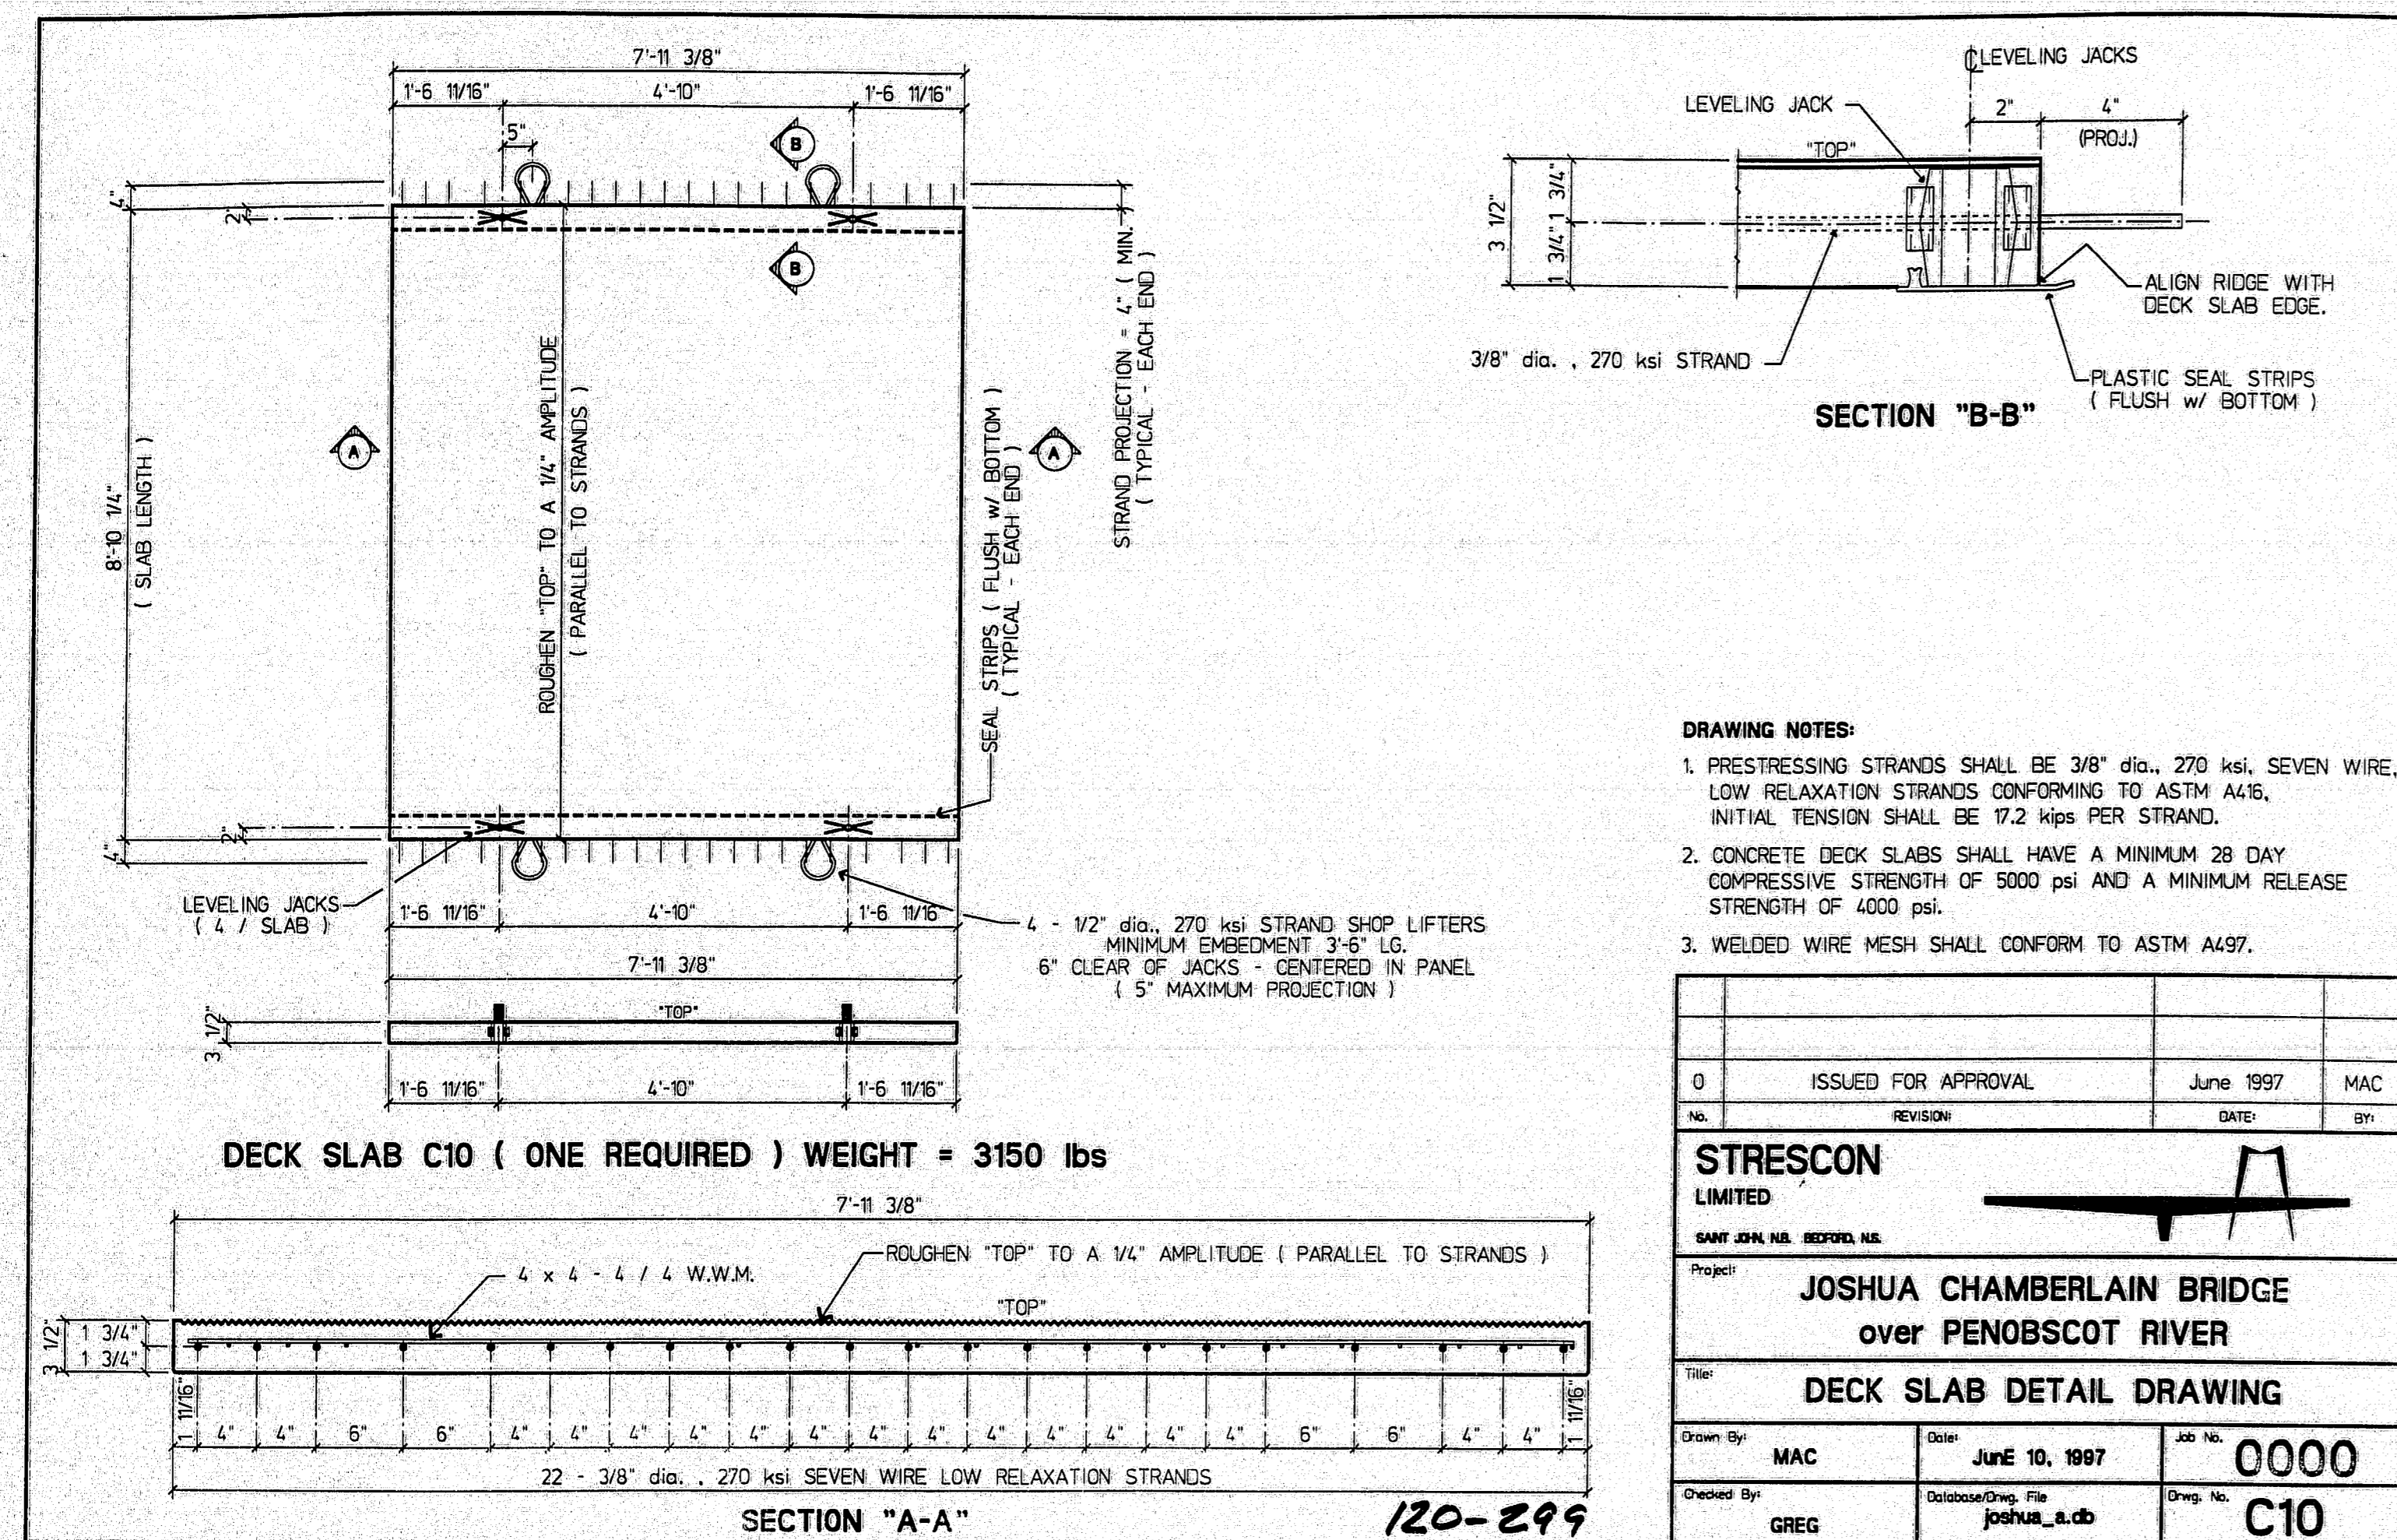 7'-11 3/8"
1'-6 11/16" 4'-10" 1'-6 11/16"
5"
B
4"
2"
B
8'-10 1/4"
( SLAB LENGTH )
A
ROUGHEN "TOP" TO A 1/4" AMPLITUDE
( PARALLEL TO STRANDS )
SEAL STRIPS ( FLUSH w/ BOTTOM )
( TYPICAL - EACH END )
A
STRAND PROJECTION = 4" ( MIN. )
( TYPICAL - EACH END )
2"
4"
LEVELING JACKS
( 4 / SLAB )
1'-6 11/16" 4'-10" 1'-6 11/16"
7'-11 3/8"
4 - 1/2" dia., 270 ksi STRAND SHOP LIFTERS
MINIMUM EMBEDMENT 3'-6" LG.
6" CLEAR OF JACKS - CENTERED IN PANEL
( 5" MAXIMUM PROJECTION )
"TOP"
3 1/2"
1'-6 11/16" 4'-10" 1'-6 11/16"
DECK SLAB C10 ( ONE REQUIRED ) WEIGHT = 3150 lbs
7'-11 3/8"
ROUGHEN "TOP" TO A 1/4" AMPLITUDE ( PARALLEL TO STRANDS )
4 x 4 - 4 / 4 W.W.M.
"TOP"
3 1/2"
1 3/4"
1 3/4"
1 11/16" 4" 4" 6" 6" 4" 4" 4" 4" 4" 4" 4" 4" 4" 4" 4" 4" 4" 6" 6" 4" 4" 1 11/16"
22 - 3/8" dia. , 270 ksi SEVEN WIRE LOW RELAXATION STRANDS
SECTION "A-A"
120-299
℄ LEVELING JACKS
LEVELING JACK
2" 4"
(PROJ.)
"TOP"
3 1/2"
1 3/4" 1 3/4"
ALIGN RIDGE WITH
DECK SLAB EDGE.
3/8" dia. , 270 ksi STRAND
PLASTIC SEAL STRIPS
( FLUSH w/ BOTTOM )
SECTION "B-B"
DRAWING NOTES:
1. PRESTRESSING STRANDS SHALL BE 3/8" dia., 270 ksi, SEVEN WIRE,
LOW RELAXATION STRANDS CONFORMING TO ASTM A416,
INITIAL TENSION SHALL BE 17.2 kips PER STRAND.
2. CONCRETE DECK SLABS SHALL HAVE A MINIMUM 28 DAY
COMPRESSIVE STRENGTH OF 5000 psi AND A MINIMUM RELEASE
STRENGTH OF 4000 psi.
3. WELDED WIRE MESH SHALL CONFORM TO ASTM A497.
0 ISSUED FOR APPROVAL June 1997 MAC
No. REVISION: DATE: BY:
STRESCON
LIMITED
SAINT JOHN, N.B. BEDFORD, N.S.
Project:
JOSHUA CHAMBERLAIN BRIDGE
over PENOBSCOT RIVER
Title:
DECK SLAB DETAIL DRAWING
Drawn By: MAC
Date: JunE 10, 1997
Job No. 0000
Checked By: GREG
Database/Drwg. File joshua_a.db
Drwg. No. C10